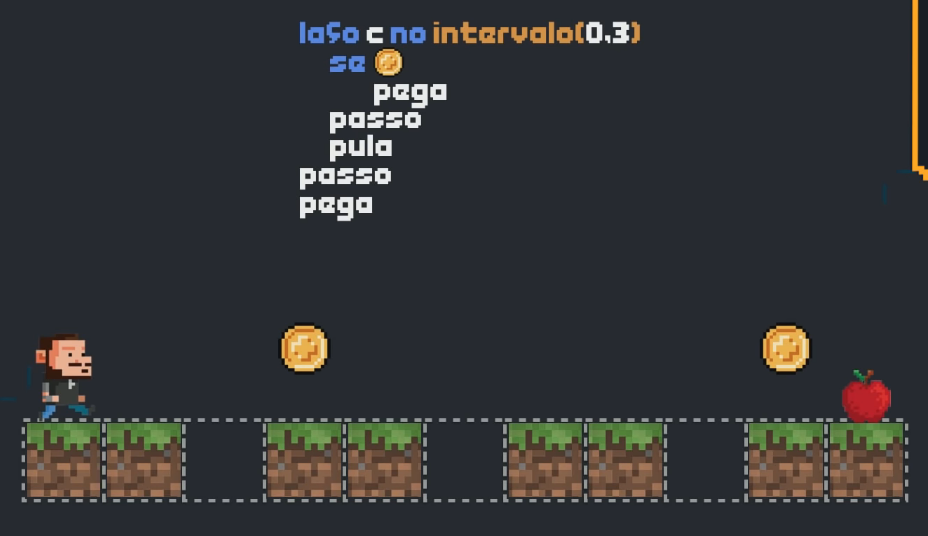 laço c no intervalo(0,3)
se
pega
passo
pula
passo
pega